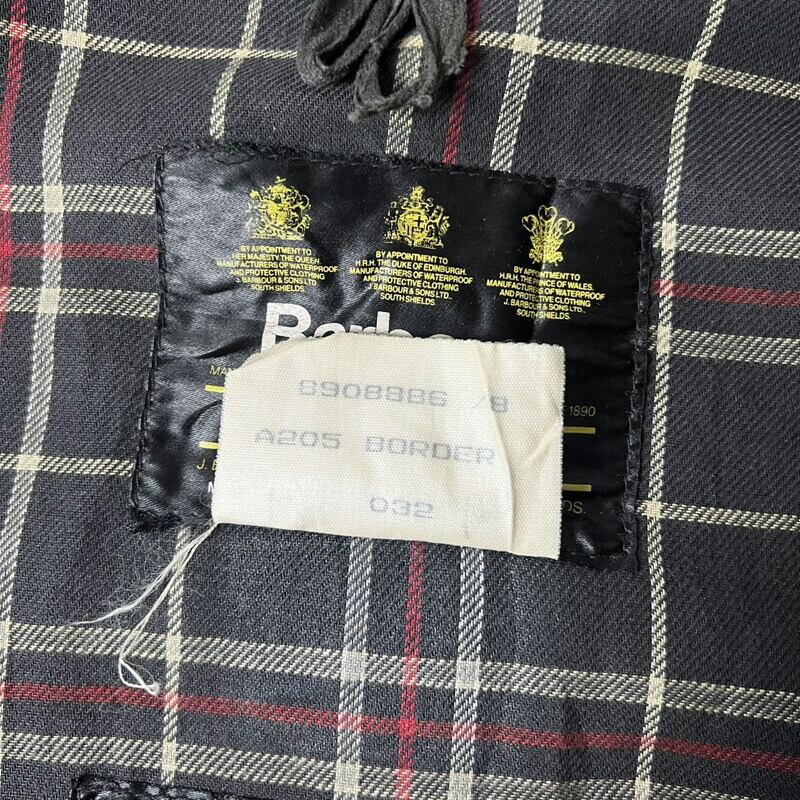 BY APPOINTMENT TO
HER MAJESTY THE QUEEN
MANUFACTURERS OF WATERPROOF
AND PROTECTIVE CLOTHING
J. BARBOUR & SONS LTD
SOUTH SHIELDS
BY APPOINTMENT TO
H.R.H. THE DUKE OF EDINBURGH.
MANUFACTURERS OF WATERPROOF
AND PROTECTIVE CLOTHING
J. BARBOUR & SONS LTD.,
SOUTH SHIELDS.
BY APPOINTMENT TO
H.R.H. THE PRINCE OF WALES.
MANUFACTURERS OF WATERPROOF
AND PROTECTIVE CLOTHING
J. BARBOUR & SONS LTD.
SOUTH SHIELDS.
1890
8908886 /8
A205 BORDER
032